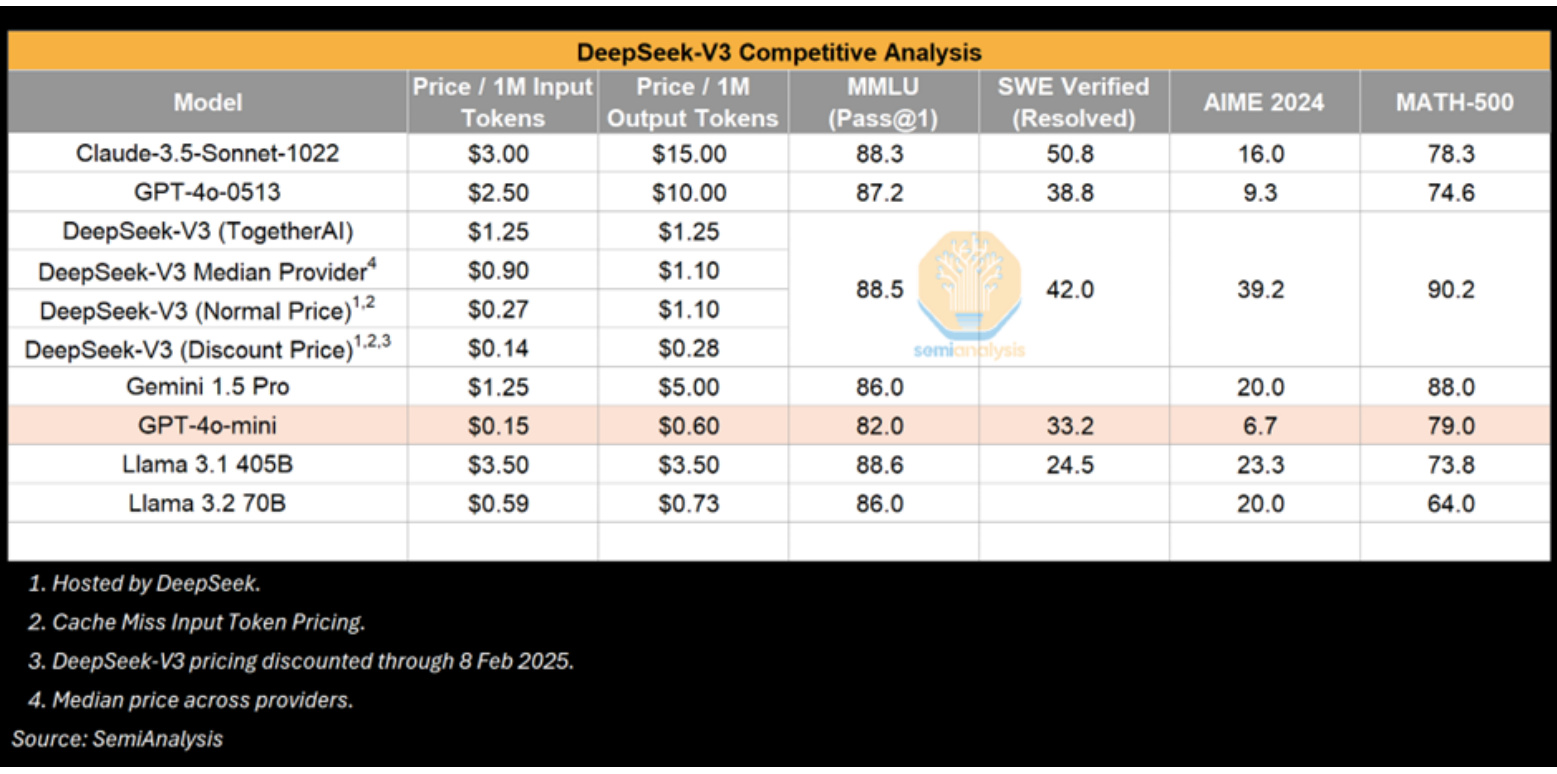 DeepSeek-V3 Competitive Analysis
Model Price / 1M Input Tokens Price / 1M Output Tokens MMLU (Pass@1) SWE Verified (Resolved) AIME 2024 MATH-500
Claude-3.5-Sonnet-1022 $3.00 $15.00 88.3 50.8 16.0 78.3
GPT-4o-0513 $2.50 $10.00 87.2 38.8 9.3 74.6
DeepSeek-V3 (TogetherAI) $1.25 $1.25
DeepSeek-V3 Median Provider4 $0.90 $1.10
88.5 42.0 39.2 90.2
DeepSeek-V3 (Normal Price)1,2 $0.27 $1.10
DeepSeek-V3 (Discount Price)1,2,3 $0.14 $0.28
semianalysis
Gemini 1.5 Pro $1.25 $5.00 86.0 20.0 88.0
GPT-4o-mini $0.15 $0.60 82.0 33.2 6.7 79.0
Llama 3.1 405B $3.50 $3.50 88.6 24.5 23.3 73.8
Llama 3.2 70B $0.59 $0.73 86.0 20.0 64.0
1. Hosted by DeepSeek.
2. Cache Miss Input Token Pricing.
3. DeepSeek-V3 pricing discounted through 8 Feb 2025.
4. Median price across providers.
Source: SemiAnalysis